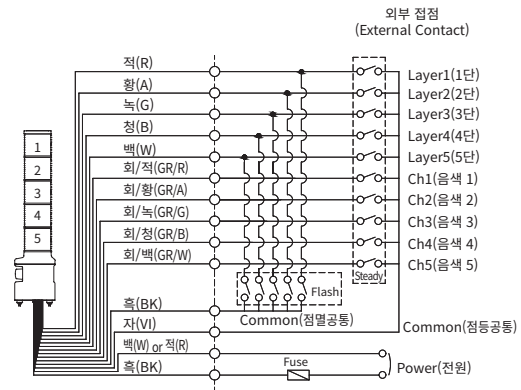 외부 접점
(External Contact)
적(R)
Layer1(1단)
황(A)
Layer2(2단)
녹(G)
Layer3(3단)
청(B)
Layer4(4단)
백(W)
Layer5(5단)
회/적(GR/R)
Ch1(음색 1)
회/황(GR/A)
Ch2(음색 2)
회/녹(GR/G)
Ch3(음색 3)
회/청(GR/B)
Ch4(음색 4)
회/백(GR/W)
Ch5(음색 5)
1
2
3
4
5
Steady
Flash
흑(BK)
Common(점멸공통)
자(VI)
Common(점등공통)
백(W) or 적(R)
Fuse
Power(전원)
흑(BK)